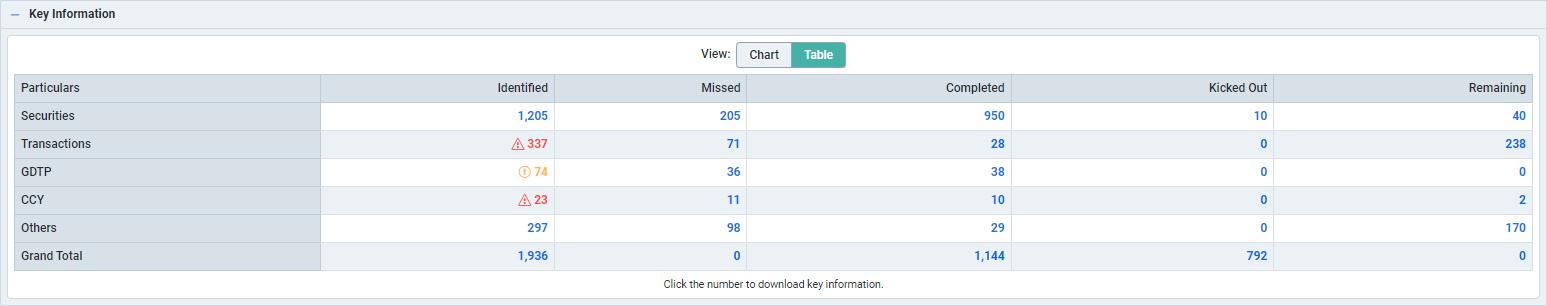 Key Information
View: Chart Table
Particulars Identified Missed Completed Kicked Out Remaining
Securities 1,205 205 950 10 40
Transactions 337 71 28 0 238
GDTP 74 36 38 0 0
CCY 23 11 10 0 2
Others 297 98 29 0 170
Grand Total 1,936 0 1,144 792 0
Click the number to download key information.